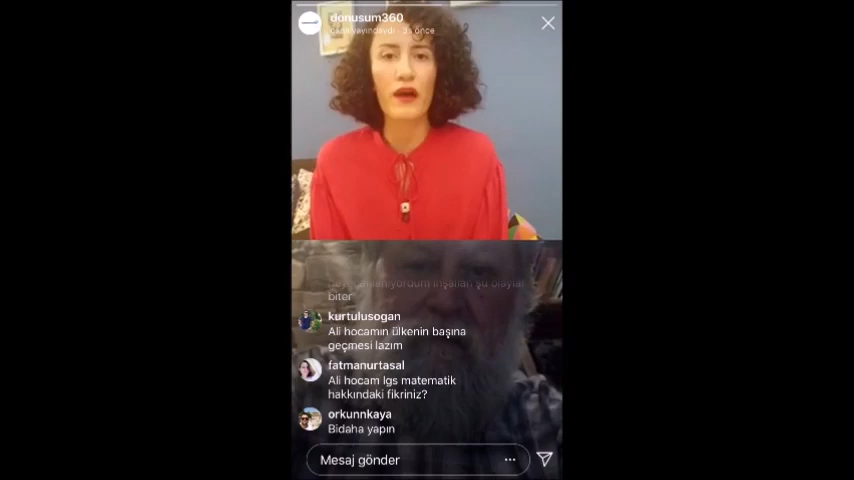 donusum360
biter
kurtulusogan
Ali hocamın ülkenin başına
geçmesi lazım
fatmanurtasal
Ali hocam lgs matematik
hakkındaki fikriniz?
orkunnkaya
Bidaha yapın
Mesaj gönder